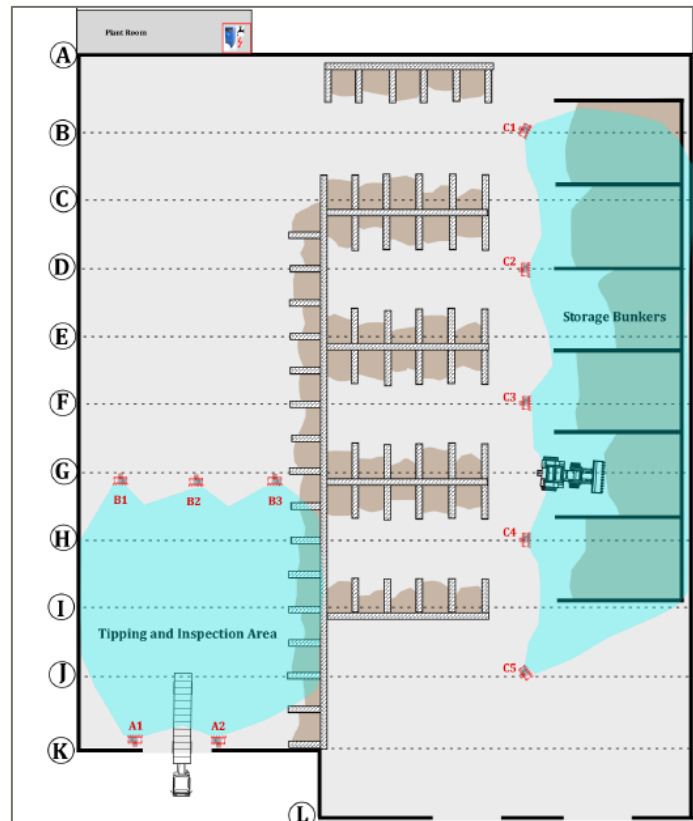 Plant Room
A
B
C1
C
D
C2
E
Storage Bunkers
F
C3
G
B1
B2
B3
H
C4
I
Tipping and Inspection Area
J
C5
A1
A2
K
L